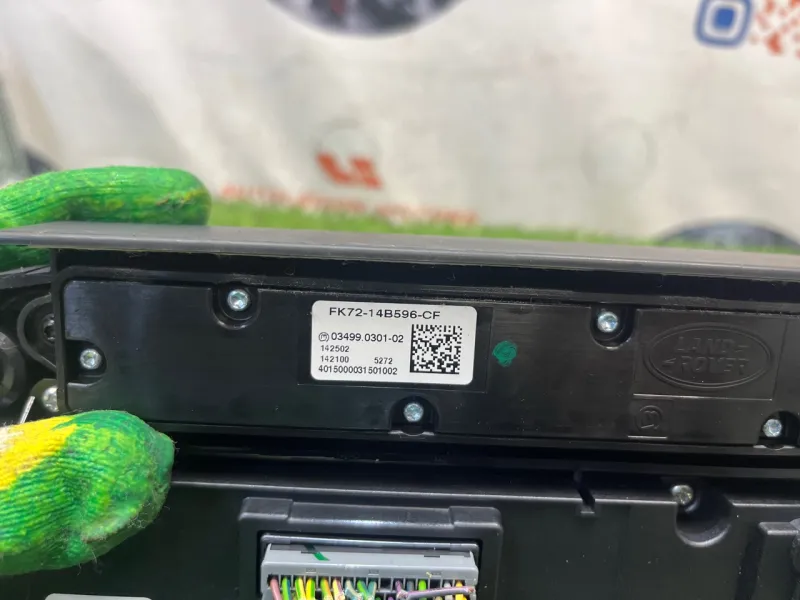 FK72-14B596-CF
03499.0301-02
142502
142100 5272
4015000031501002
LAND-
-ROVER